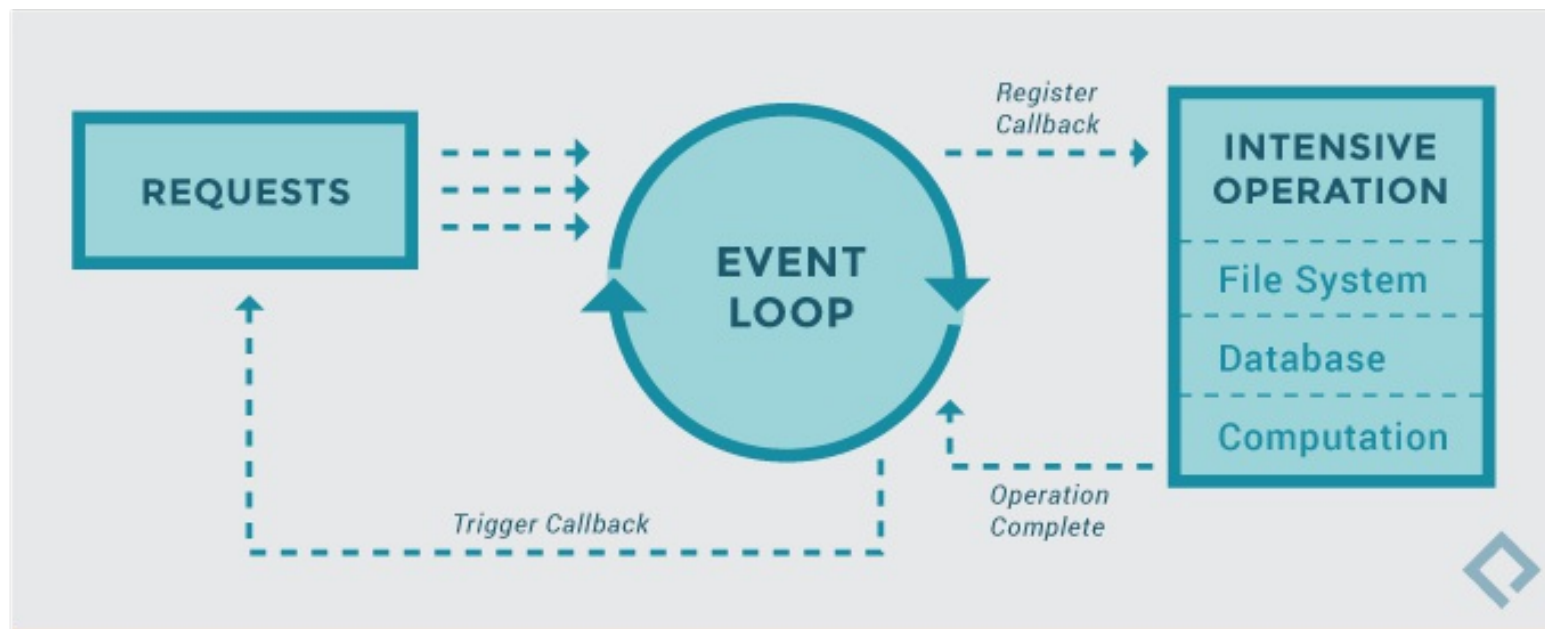 REQUESTS
EVENT
LOOP
Register
Callback
INTENSIVE
OPERATION
File System
Database
Computation
Operation
Complete
Trigger Callback